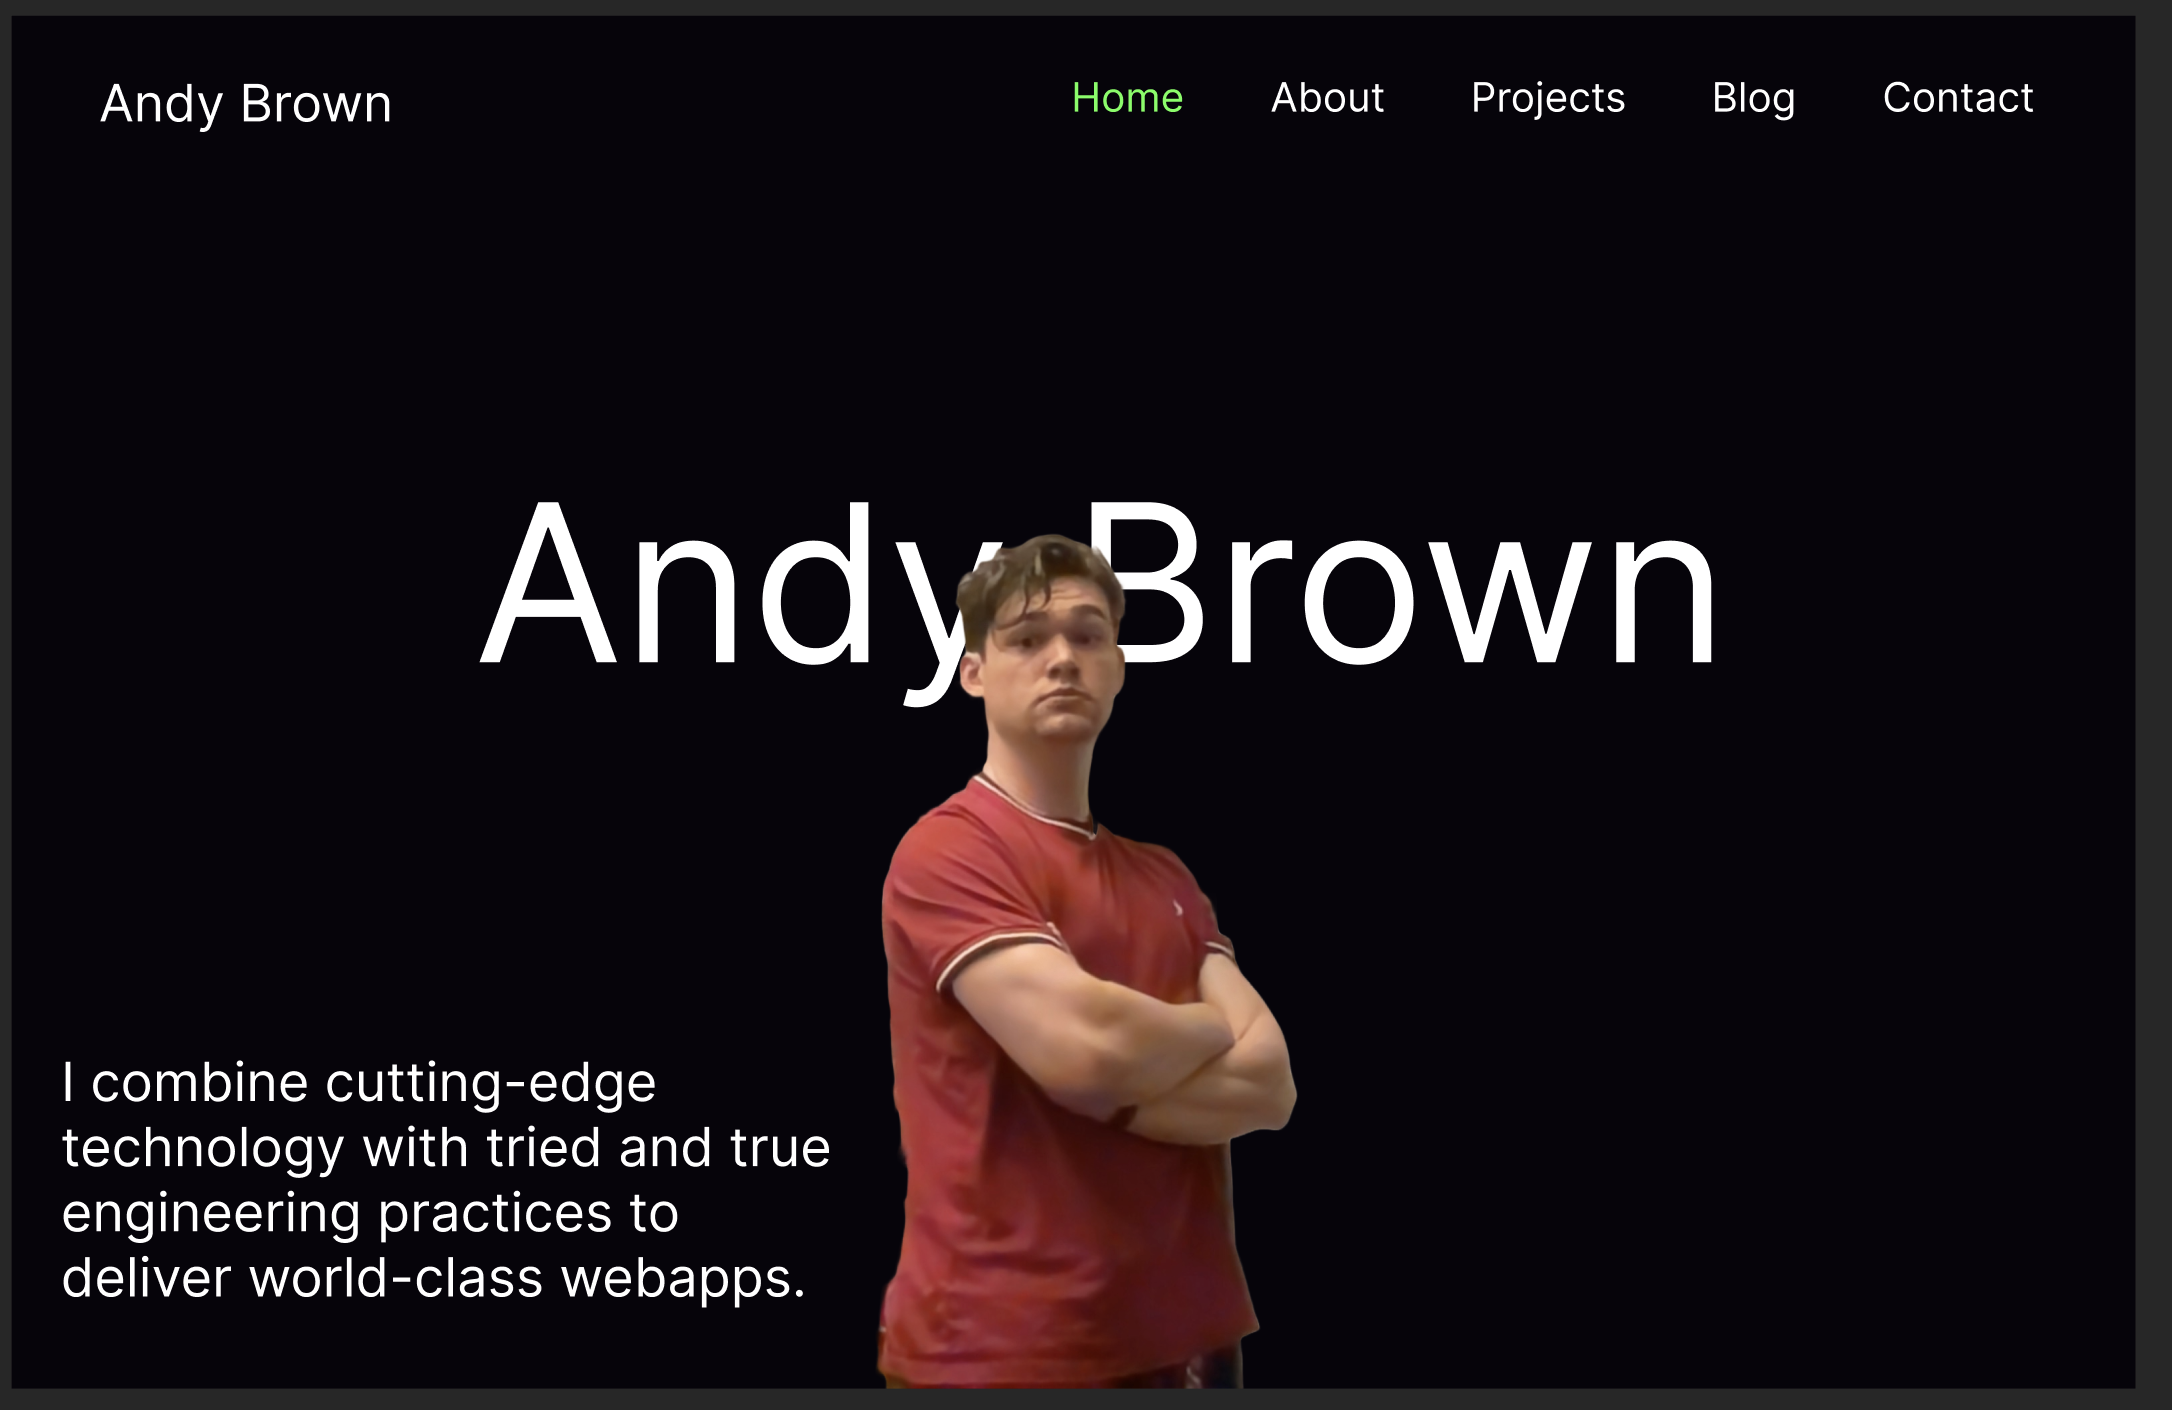 Andy Brown
Home About Projects Blog Contact
Andy Brown
I combine cutting-edge
technology with tried and true
engineering practices to
deliver world-class webapps.